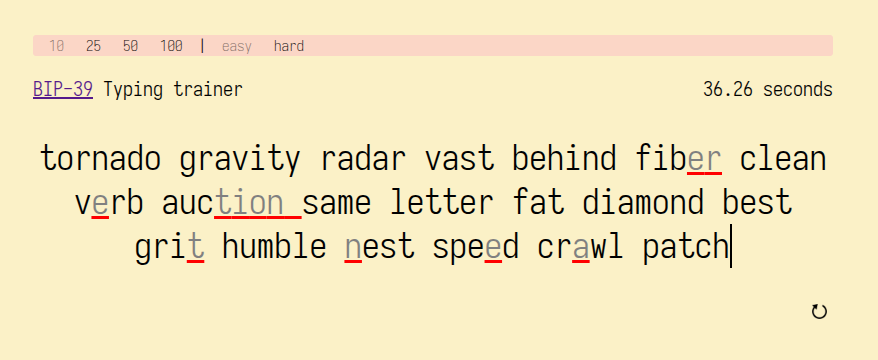 10 25 50 100 | easy hard
BIP-39 Typing trainer 36.26 seconds
tornado gravity radar vast behind fiber clean
verb auction same letter fat diamond best
grit humble nest speed crawl patch